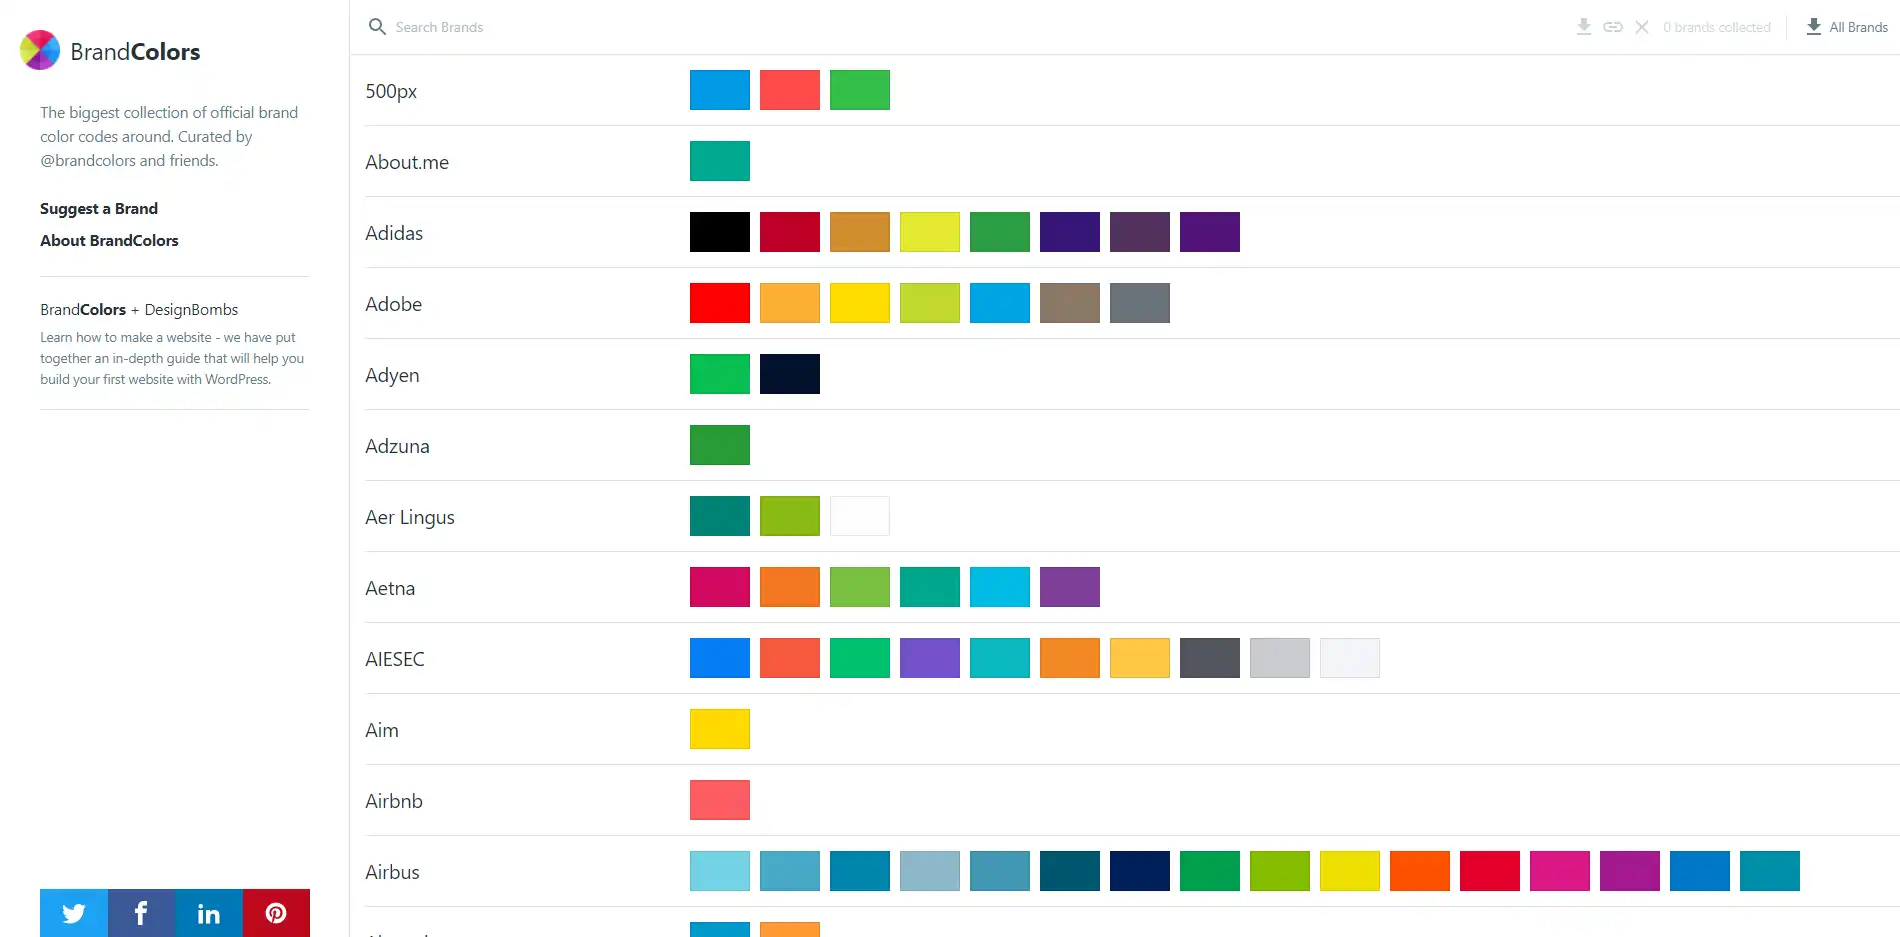 BrandColors
The biggest collection of official brand
color codes around. Curated by
@brandcolors and friends.
Suggest a Brand
About BrandColors
BrandColors + DesignBombs
Learn how to make a website - we have put
together an in-depth guide that will help you
build your first website with WordPress.
Search Brands
0 brands collected
All Brands
500px
About.me
Adidas
Adobe
Adyen
Adzuna
Aer Lingus
Aetna
AIESEC
Aim
Airbnb
Airbus